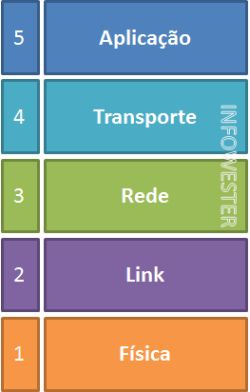 5 Aplicação
4 Transporte
3 Rede
2 Link
1 Física
INFOWESTER